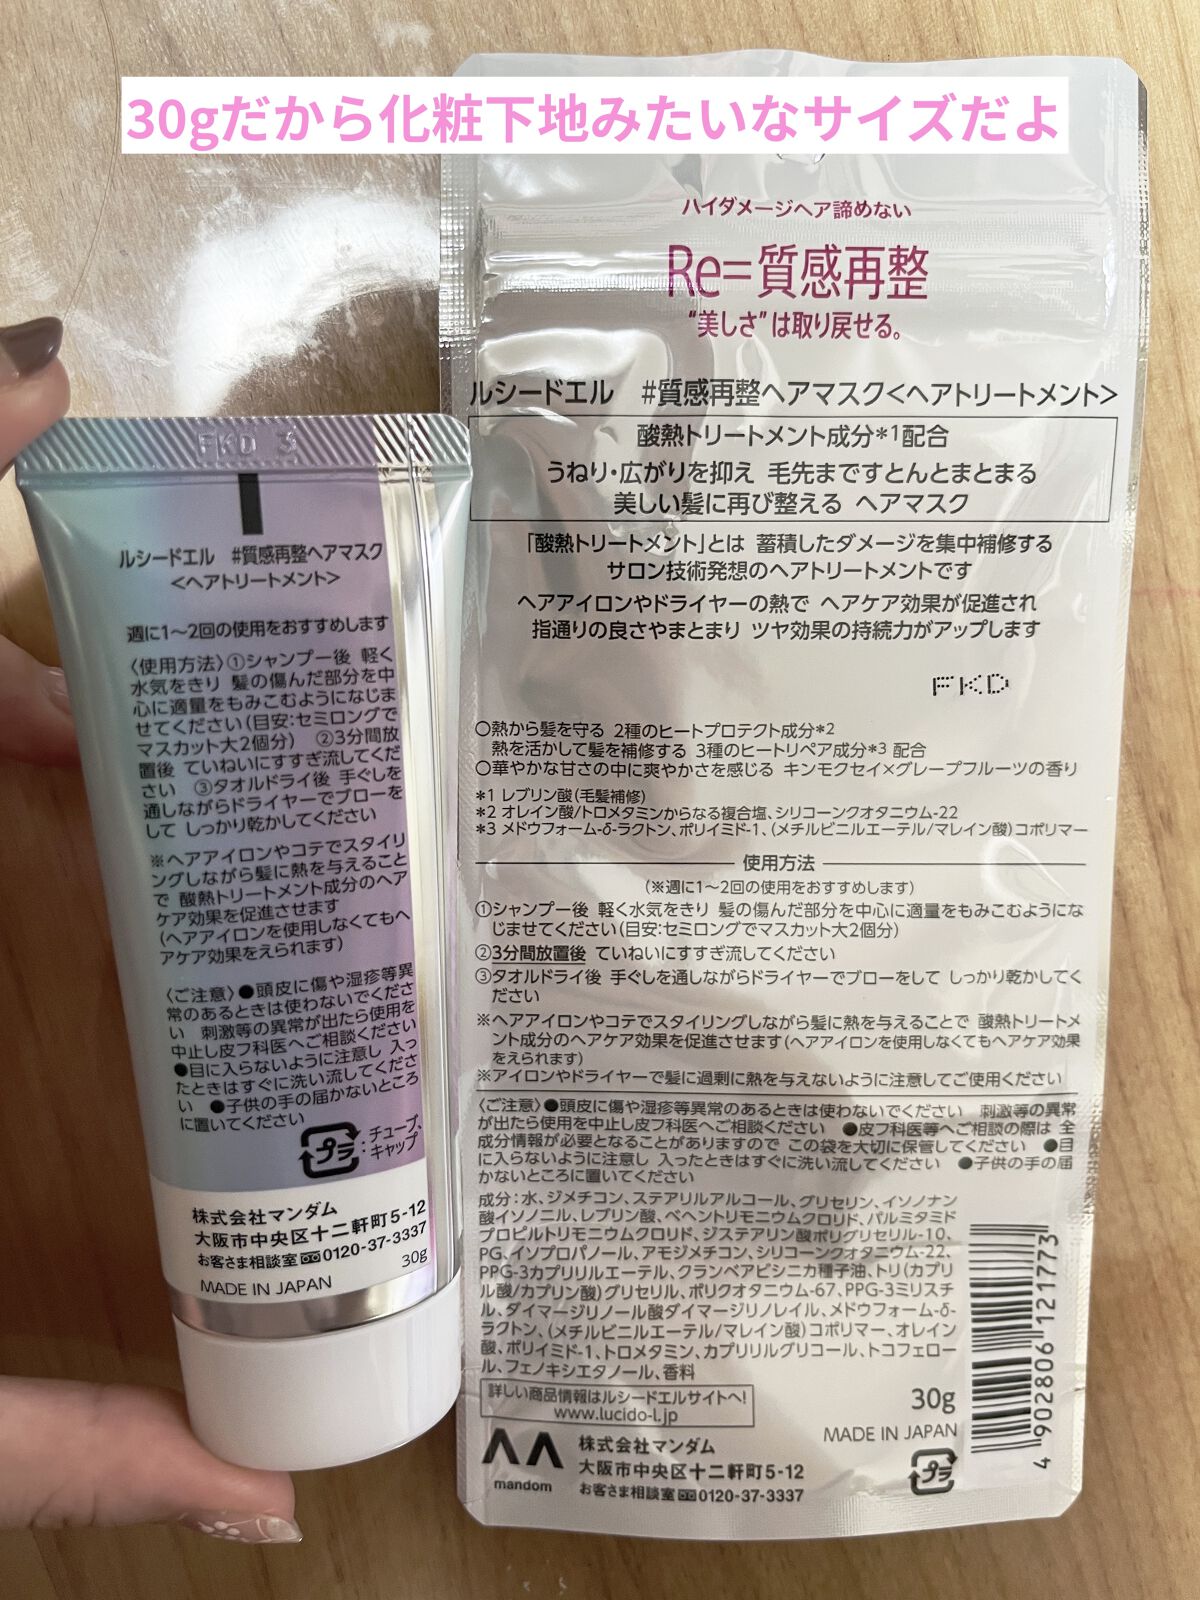 30gだから化粧下地みたいなサイズだよ
ハイダメージヘア諦めない
Re=質感再整
“美しさ”は取り戻せる。
ルシードエル #質感再整ヘアマスク<ヘアトリートメント>
酸熱トリートメント成分*1配合
うねり・広がりを抑え 毛先まですとんとまとまる
美しい髪に再び整える ヘアマスク
「酸熱トリートメント」とは 蓄積したダメージを集中補修する
サロン技術発想のヘアトリートメントです
ヘアアイロンやドライヤーの熱で ヘアケア効果が促進され
指通りの良さやまとまり ツヤ効果の持続力がアップします
FKD
○熱から髪を守る 2種のヒートプロテクト成分*2
熱を活かして髪を補修する 3種のヒートリペア成分*3 配合
○華やかな甘さの中に爽やかさを感じる キンモクセイ×グレープフルーツの香り
*1 レブリン酸(毛髪補修)
*2 オレイン酸/トロメタミンからなる複合塩、シリコーンクオタニウム-22
*3 メドウフォーム-δ-ラクトン、ポリイミド-1、(メチルビニルエーテル/マレイン酸)コポリマー
使用方法
(※週に1~2回の使用をおすすめします)
①シャンプー後 軽く水気をきり 髪の傷んだ部分を中心に適量をもみこむようにな
じませてください(目安:セミロングでマスカット大2個分)
②3分間放置後 ていねいにすすぎ流してください
③タオルドライ後 手ぐしを通しながらドライヤーでブローをして しっかり乾かしてく
ださい
※ヘアアイロンやコテでスタイリングしながら髪に熱を与えることで 酸熱トリートメ
ント成分のヘアケア効果を促進させます(ヘアアイロンを使用しなくてもヘアケア効果
をえられます)
※アイロンやドライヤーで髪に過剰に熱を与えないように注意してご使用ください
〈ご注意〉●頭皮に傷や湿疹等異常のあるときは使わないでください 刺激等の異常
が出たら使用を中止し皮フ科医へご相談ください ●皮フ科医等へご相談の際は 全
成分情報が必要となることがありますので この袋を大切に保管してください ●目
に入らないように注意し 入ったときはすぐに洗い流してください ●子供の手の届
かないところに置いてください
成分:水、ジメチコン、ステアリルアルコール、グリセリン、イソノナン
酸イソノニル、レブリン酸、ベヘントリモニウムクロリド、パルミタミド
プロピルトリモニウムクロリド、ジステアリン酸ポリグリセリル-10、
PG、イソプロパノール、アモジメチコン、シリコーンクオタニウム-22、
PPG-3カプリリルエーテル、クランベアビシニカ種子油、トリ(カプリ
ル酸/カプリン酸)グリセリル、ポリクオタニウム-67、PPG-3ミリスチ
ル、ダイマージリノール酸ダイマージリノレイル、メドウフォーム-δ-
ラクトン、(メチルビニルエーテル/マレイン酸)コポリマー、オレイン
酸、ポリイミド-1、トロメタミン、カプリリルグリコール、トコフェロー
ル、フェノキシエタノール、香料
詳しい商品情報はルシードエルサイトへ!
www.lucido-l.jp
30g
MADE IN JAPAN
mandom
株式会社マンダム
大阪市中央区十二軒町5-12
お客さま相談室 0120-37-3337
プラ
4 902806 121773
FKD 3
ルシードエル #質感再整ヘアマスク
<ヘアトリートメント>
週に1~2回の使用をおすすめします
〈使用方法〉①シャンプー後 軽く
水気をきり 髪の傷んだ部分を中
心に適量をもみこむようになじま
せてください(目安:セミロングで
マスカット大2個分) ②3分間放
置後 ていねいにすすぎ流してくだ
さい ③タオルドライ後 手ぐしを
通しながらドライヤーでブローを
して しっかり乾かしてください
※ヘアアイロンやコテでスタイリ
ングしながら髪に熱を与えること
で 酸熱トリートメント成分のヘア
ケア効果を促進させます
(ヘアアイロンを使用しなくてもヘ
アケア効果をえられます)
〈ご注意〉●頭皮に傷や湿疹等異
常のあるときは使わないでくださ
い 刺激等の異常が出たら使用を
中止し皮フ科医へご相談ください
●目に入らないように注意し 入っ
たときはすぐに洗い流してくださ
い ●子供の手の届かないところ
に置いてください
プラ :チューブ、
キャップ
株式会社マンダム
大阪市中央区十二軒町5-12
お客さま相談室 0120-37-3337
MADE IN JAPAN 30g